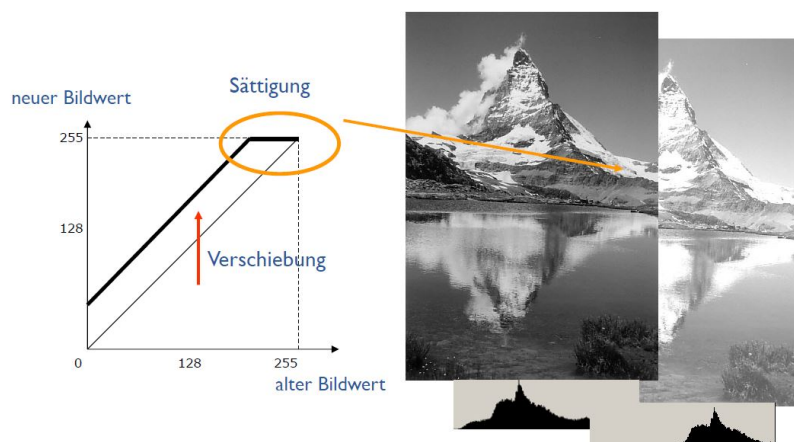 Sättigung
neuer Bildwert
255
128
Verschiebung
0
128
255
alter Bildwert